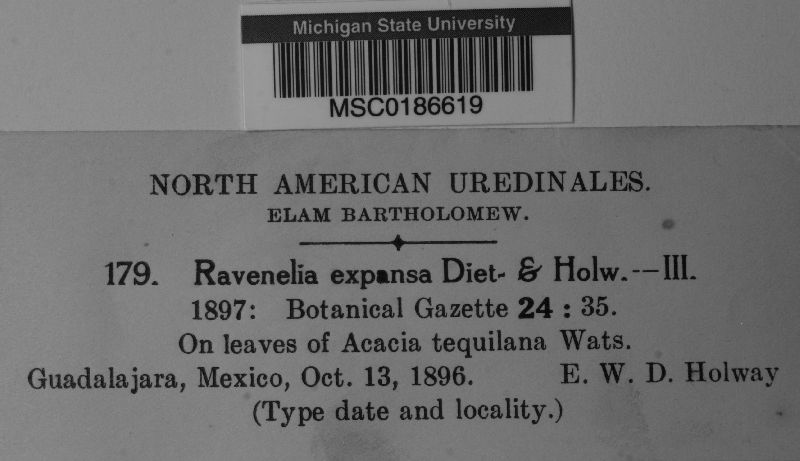 Michigan State University
MSC0186619
NORTH AMERICAN UREDINALES.
ELAM BARTHOLOMEW.
179. Ravenelia expansa Diet- & Holw.--III.
1897: Botanical Gazette 24 : 35.
On leaves of Acacia tequilana Wats.
Guadalajara, Mexico, Oct. 13, 1896. E. W. D. Holway
(Type date and locality.)